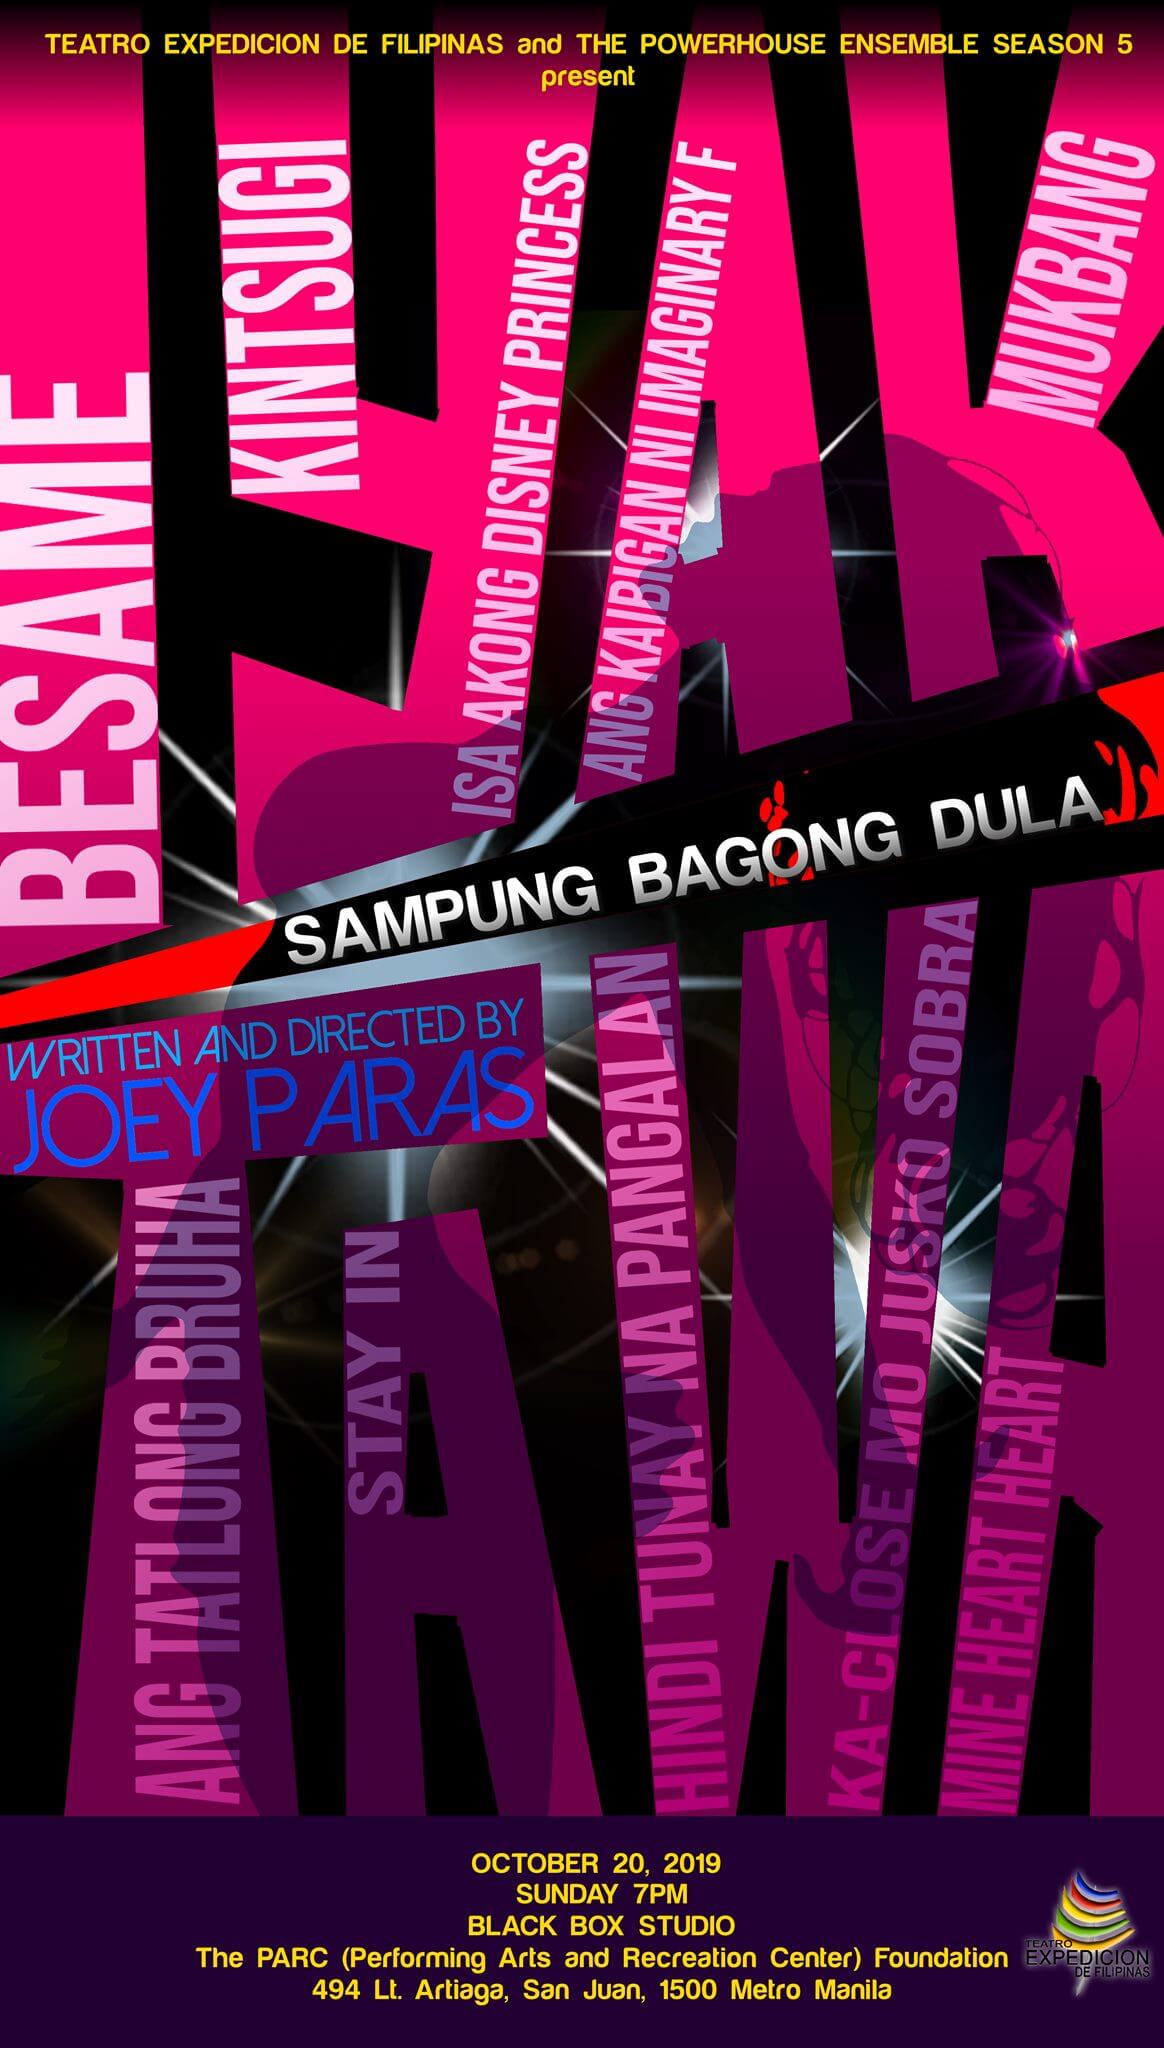 TEATRO EXPEDICION DE FILIPINAS and THE POWERHOUSE ENSEMBLE SEASON 5
present
IYAK
BESAME
KINTSUGI
ISA AKONG DISNEY PRINCESS
ANG KAIBIGAN NI IMAGINARY F
MUKBANG
SAMPUNG BAGONG DULA
WRITTEN AND DIRECTED BY
JOEY PARAS
TAWA
ANG TATLONG BRUHA
STAY IN
HINDI TUNAY NA PANGALAN
KA-CLOSE MO JUSKO SOBRA
MINE HEART HEART
OCTOBER 20, 2019
SUNDAY 7PM
BLACK BOX STUDIO
The PARC (Performing Arts and Recreation Center) Foundation
494 Lt. Artiaga, San Juan, 1500 Metro Manila
TEATRO
EXPEDICION
DE FILIPINAS